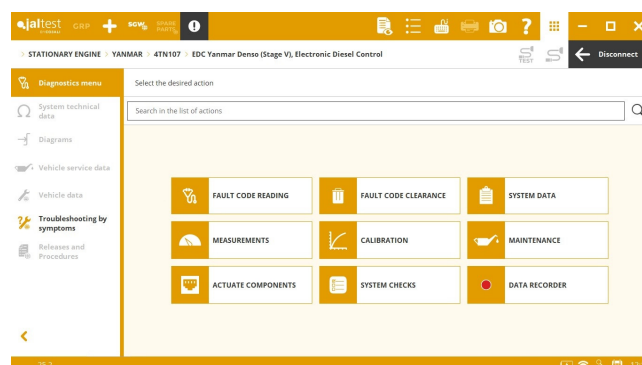 jaltest
BY COJALI
GRP
SGW
SPARE PARTS
?
STATIONARY ENGINE > YANMAR > 4TN107 > EDC Yanmar Denso (Stage V), Electronic Diesel Control
TEST
Disconnect
Diagnostics menu
Select the desired action
System technical data
Search in the list of actions
Diagrams
Vehicle service data
Vehicle data
Troubleshooting by symptoms
Releases and Procedures
FAULT CODE READING
FAULT CODE CLEARANCE
SYSTEM DATA
MEASUREMENTS
CALIBRATION
MAINTENANCE
ACTUATE COMPONENTS
SYSTEM CHECKS
DATA RECORDER